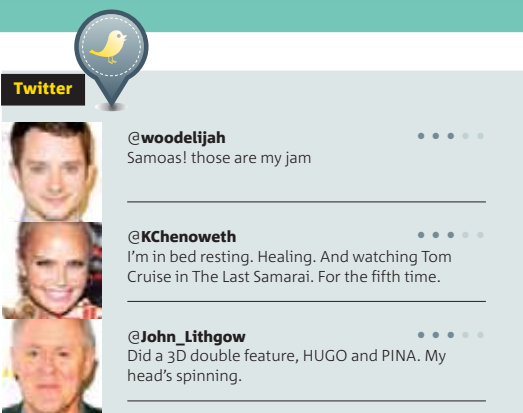 Twitter
@woodelijah
Samoas! those are my jam
@KChenoweth
I'm in bed resting. Healing. And watching Tom
Cruise in The Last Samarai. For the fifth time.
@John_Lithgow
Did a 3D double feature, HUGO and PINA. My
head's spinning.